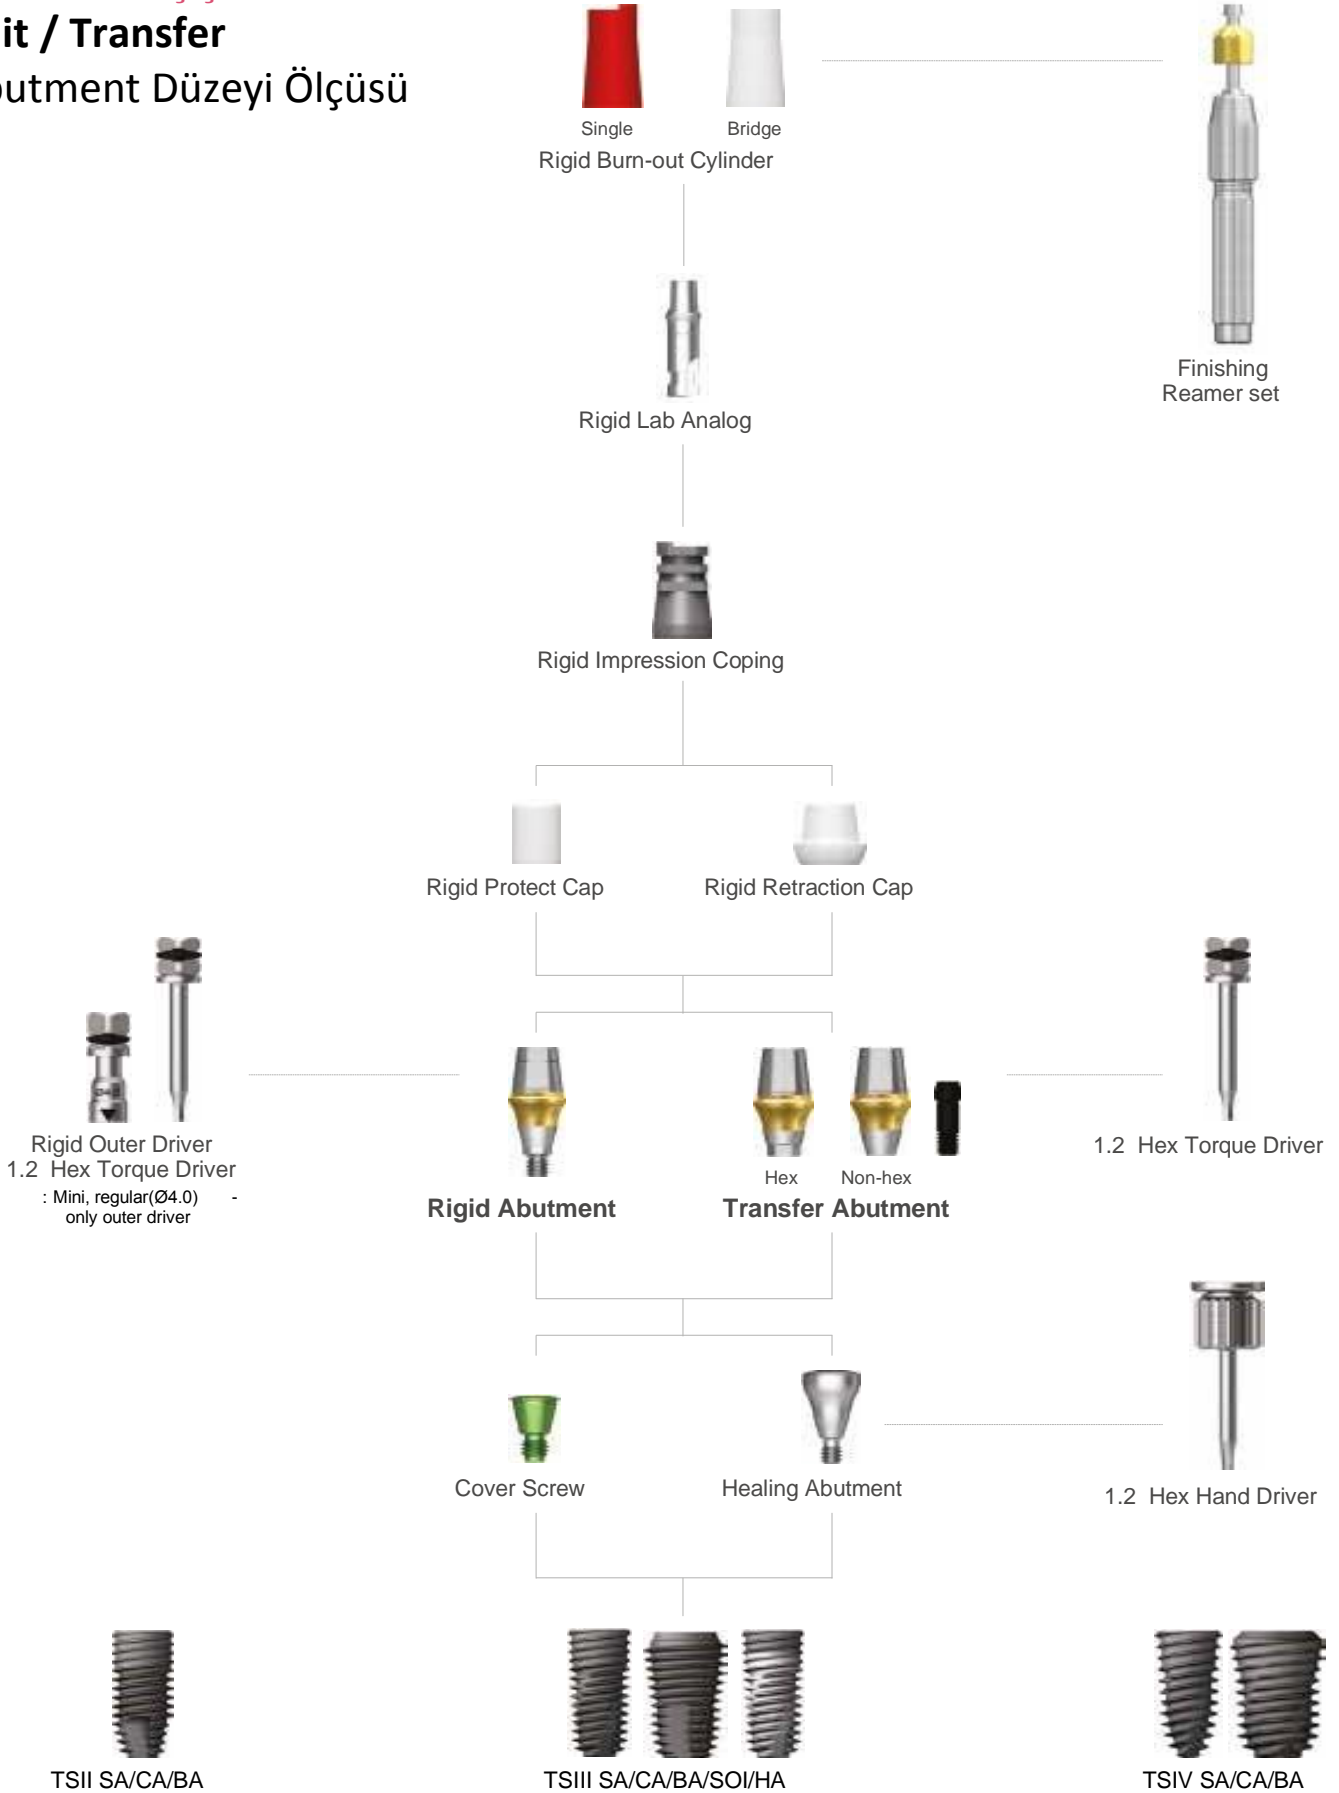 it / Transfer
butment Düzeyi Ölçüsü
Single
Bridge
Rigid Burn-out Cylinder
Finishing
Reamer set
Rigid Lab Analog
Rigid Impression Coping
Rigid Protect Cap
Rigid Retraction Cap
Rigid Outer Driver
1.2 Hex Torque Driver
: Mini, regular(Ø4.0) -
only outer driver
Hex
Non-hex
Rigid Abutment
Transfer Abutment
1.2 Hex Torque Driver
Cover Screw
Healing Abutment
1.2 Hex Hand Driver
TSII SA/CA/BA
TSIII SA/CA/BA/SOI/HA
TSIV SA/CA/BA